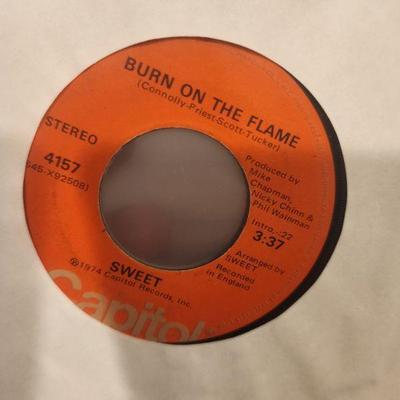 BURN ON THE FLAME
(Connolly-Priest-Scott-Tucker)
STEREO
4157
(S45-X92508)
Produced by
Mike
Chapman,
Nicky Chinn &
Phil Wainman
Intro.-:22
3:37
Arranged by
SWEET
Recorded
in England
SWEET
℗1974 Capitol Records, Inc.
Capitol